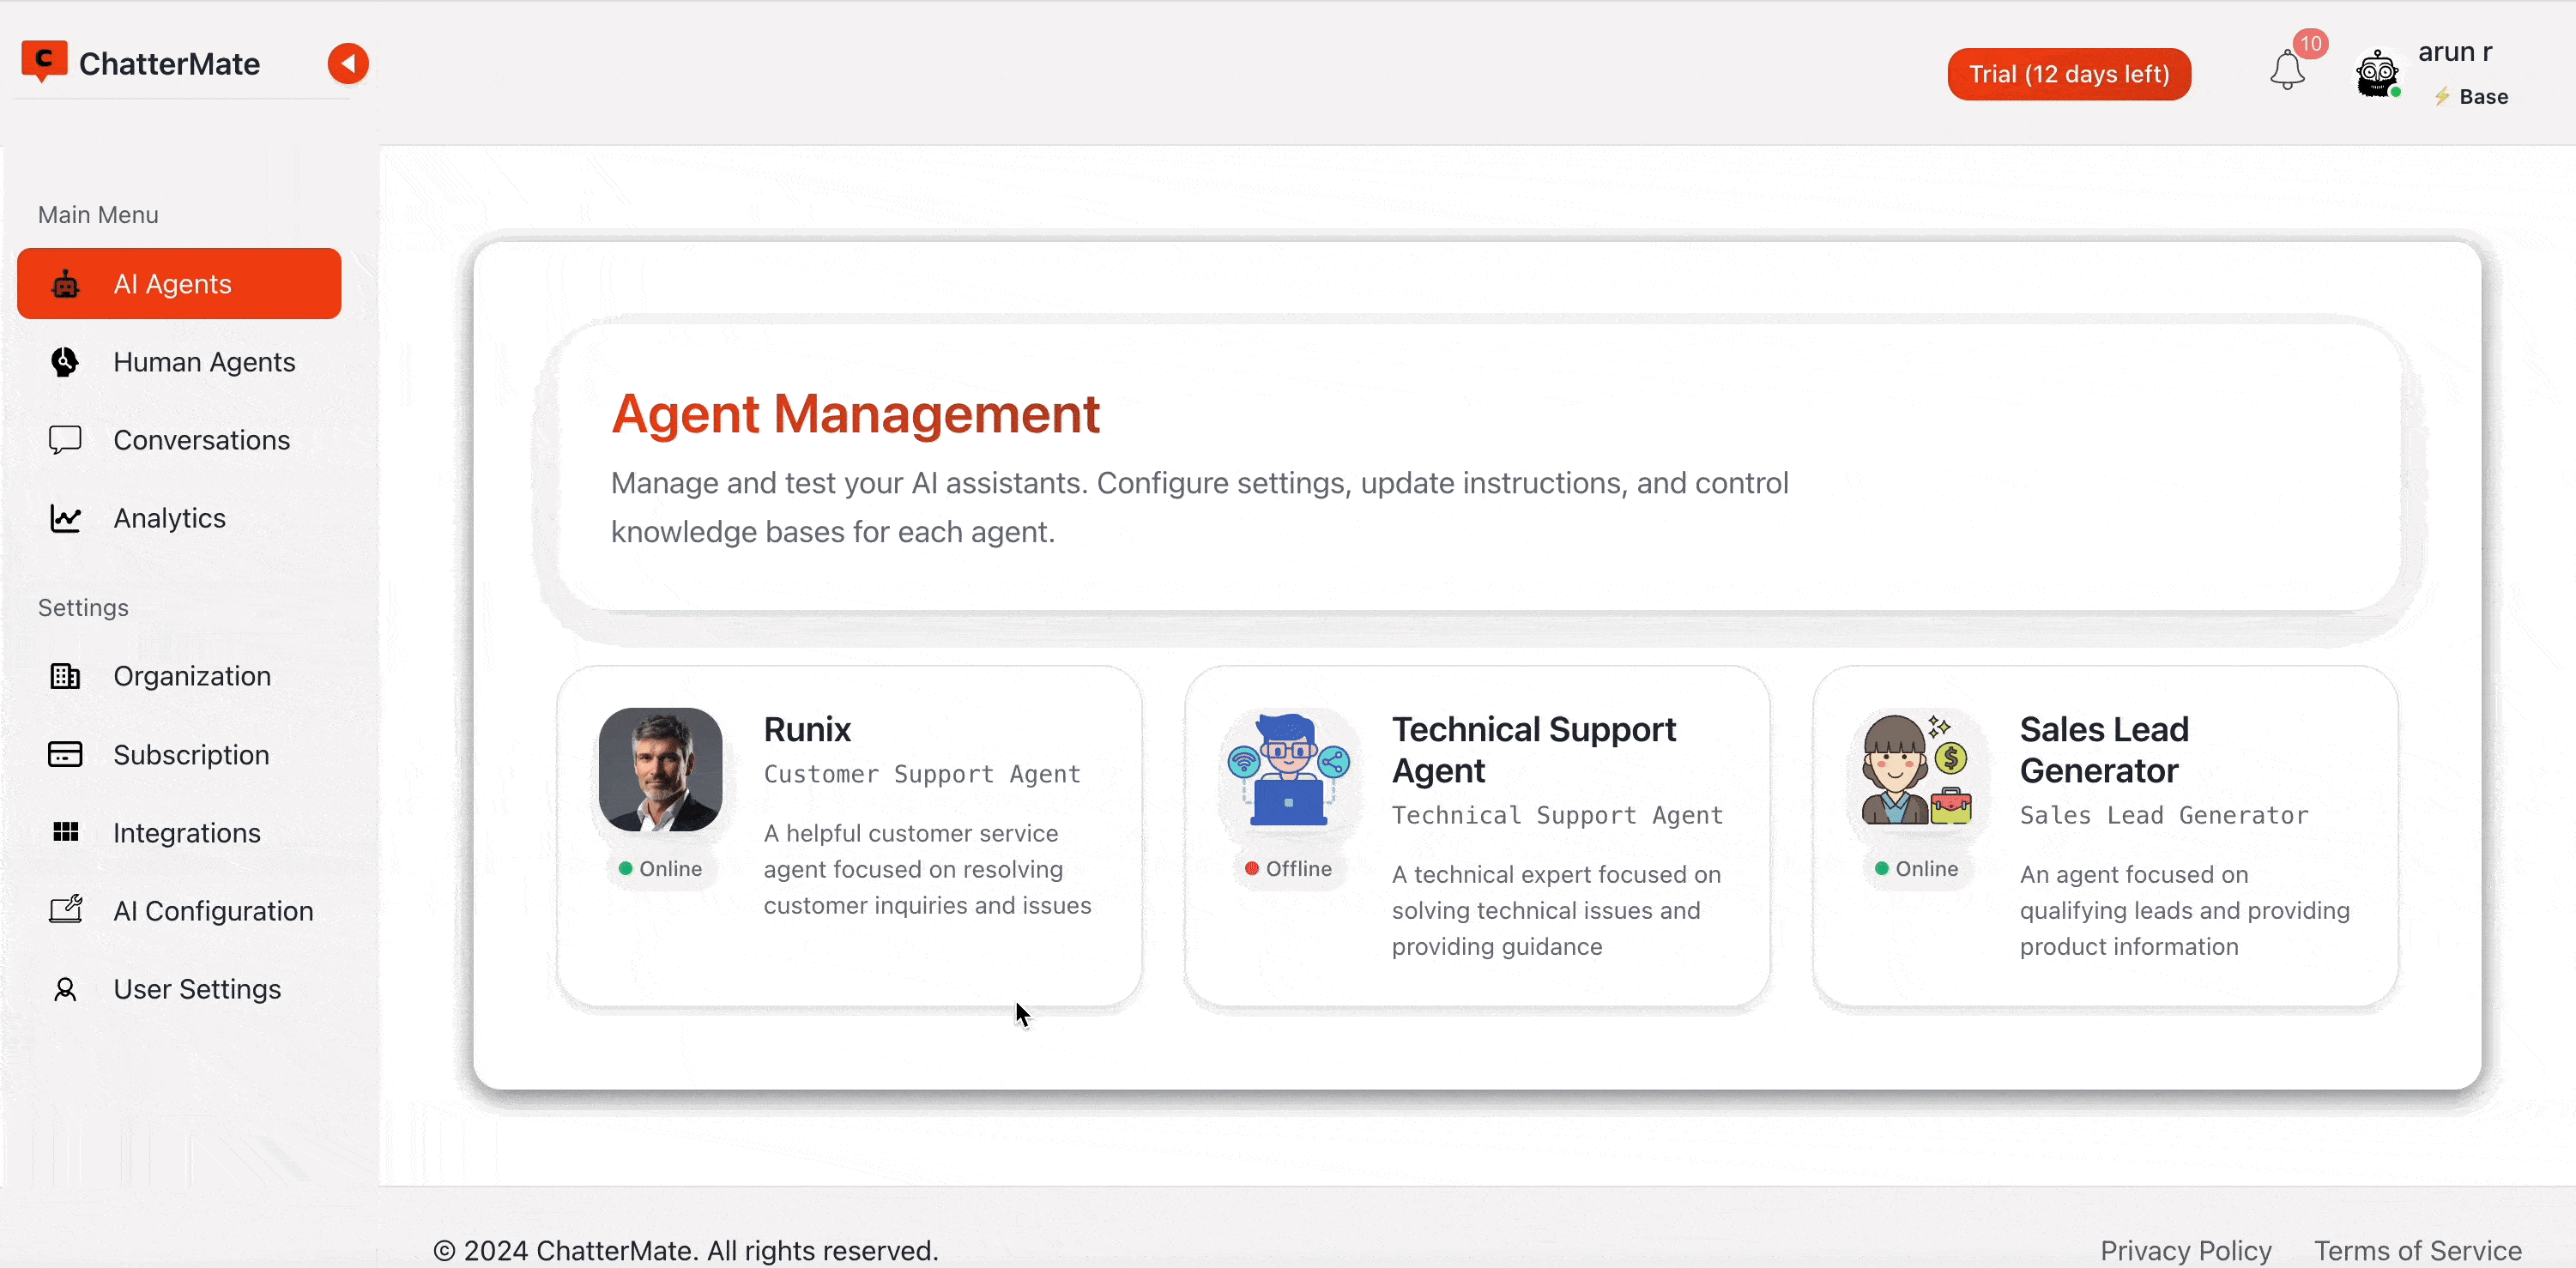 C ChatterMate
Trial (12 days left)
10
arun r
⚡ Base
Main Menu
AI Agents
Human Agents
Conversations
Analytics
Settings
Organization
Subscription
Integrations
AI Configuration
User Settings
Agent Management
Manage and test your AI assistants. Configure settings, update instructions, and control
knowledge bases for each agent.
Runix
Customer Support Agent
A helpful customer service
agent focused on resolving
customer inquiries and issues
Online
Technical Support
Agent
Technical Support Agent
A technical expert focused on
solving technical issues and
providing guidance
Offline
Sales Lead
Generator
Sales Lead Generator
An agent focused on
qualifying leads and providing
product information
Online
© 2024 ChatterMate. All rights reserved.
Privacy Policy
Terms of Service